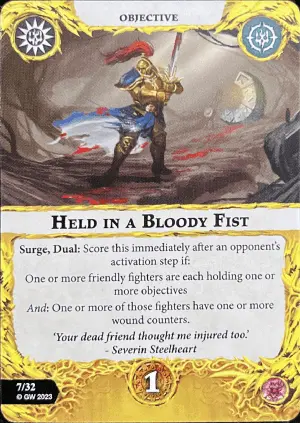 OBJECTIVE
HELD IN A BLOODY FIST
Surge, Dual: Score this immediately after an opponent's
activation step if:
One or more friendly fighters are each holding one or
more objectives
And: One or more of those fighters have one or more
wound counters.
'Your dead friend thought me injured too.'
- Severin Steelheart
7/32
© GW 2023
1